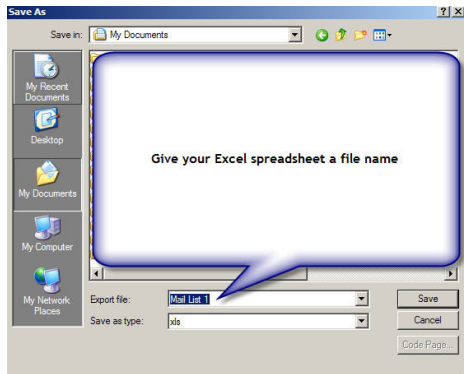 Save As
Save in:
My Documents
My Recent
Documents
Desktop
My Documents
My Computer
My Network
Places
Give your Excel spreadsheet a file name
Export file:
Mail List 1
Save
Save as type:
xls
Cancel
Code Page...